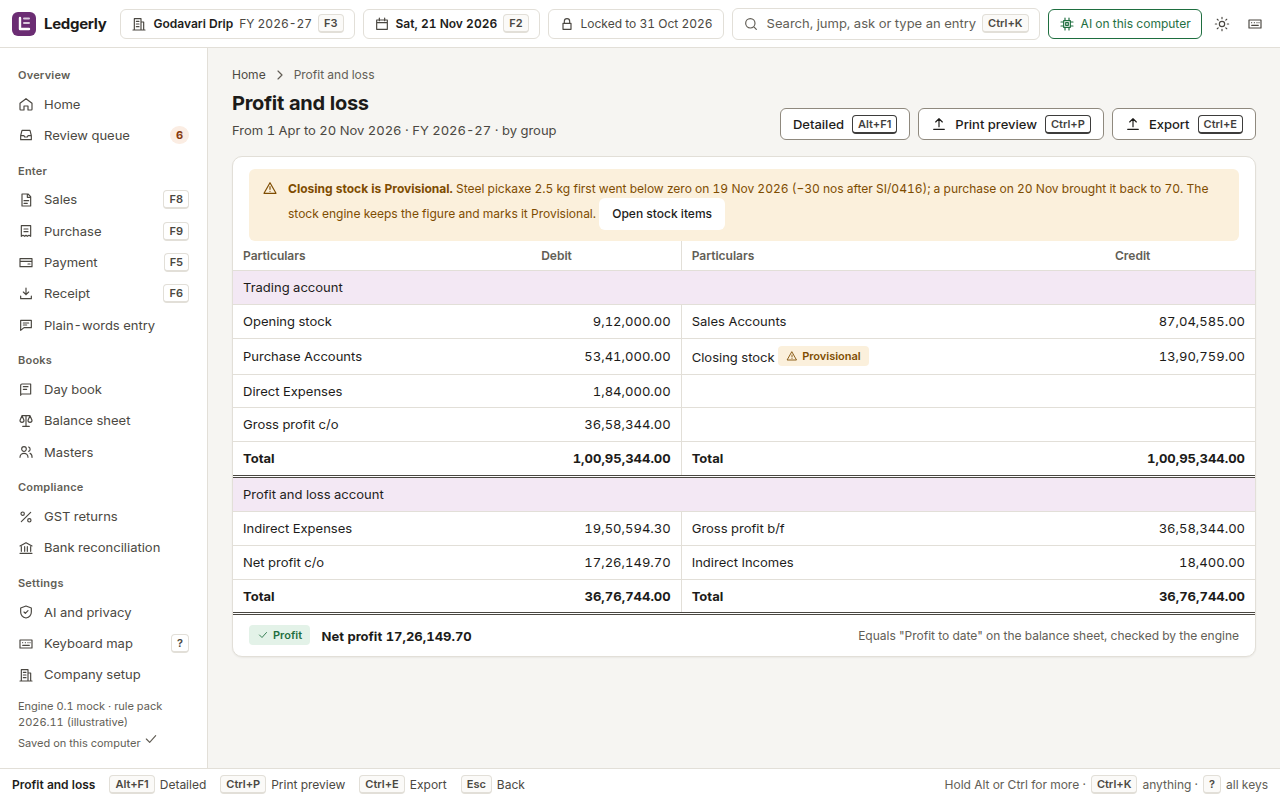 Ledgerly
Godavari Drip FY 2026-27 F3
Sat, 21 Nov 2026 F2
Locked to 31 Oct 2026
Search, jump, ask or type an entry Ctrl+K
AI on this computer
Overview
Home
Review queue 6
Enter
Sales F8
Purchase F9
Payment F5
Receipt F6
Plain-words entry
Books
Day book
Balance sheet
Masters
Compliance
GST returns
Bank reconciliation
Settings
AI and privacy
Keyboard map ?
Company setup
Engine 0.1 mock · rule pack
2026.11 (illustrative)
Saved on this computer
Home > Profit and loss
Profit and loss
From 1 Apr to 20 Nov 2026 · FY 2026-27 · by group
Detailed Alt+F1
Print preview Ctrl+P
Export Ctrl+E
Closing stock is Provisional. Steel pickaxe 2.5 kg first went below zero on 19 Nov 2026 (−30 nos after SI/0416); a purchase on 20 Nov brought it back to 70. The
stock engine keeps the figure and marks it Provisional. Open stock items
Particulars Debit Particulars Credit
Trading account
Opening stock 9,12,000.00 Sales Accounts 87,04,585.00
Purchase Accounts 53,41,000.00 Closing stock Provisional 13,90,759.00
Direct Expenses 1,84,000.00
Gross profit c/o 36,58,344.00
Total 1,00,95,344.00 Total 1,00,95,344.00
Profit and loss account
Indirect Expenses 19,50,594.30 Gross profit b/f 36,58,344.00
Net profit c/o 17,26,149.70 Indirect Incomes 18,400.00
Total 36,76,744.00 Total 36,76,744.00
Profit Net profit 17,26,149.70 Equals "Profit to date" on the balance sheet, checked by the engine
Profit and loss Alt+F1 Detailed Ctrl+P Print preview Ctrl+E Export Esc Back Hold Alt or Ctrl for more · Ctrl+K anything · ? all keys